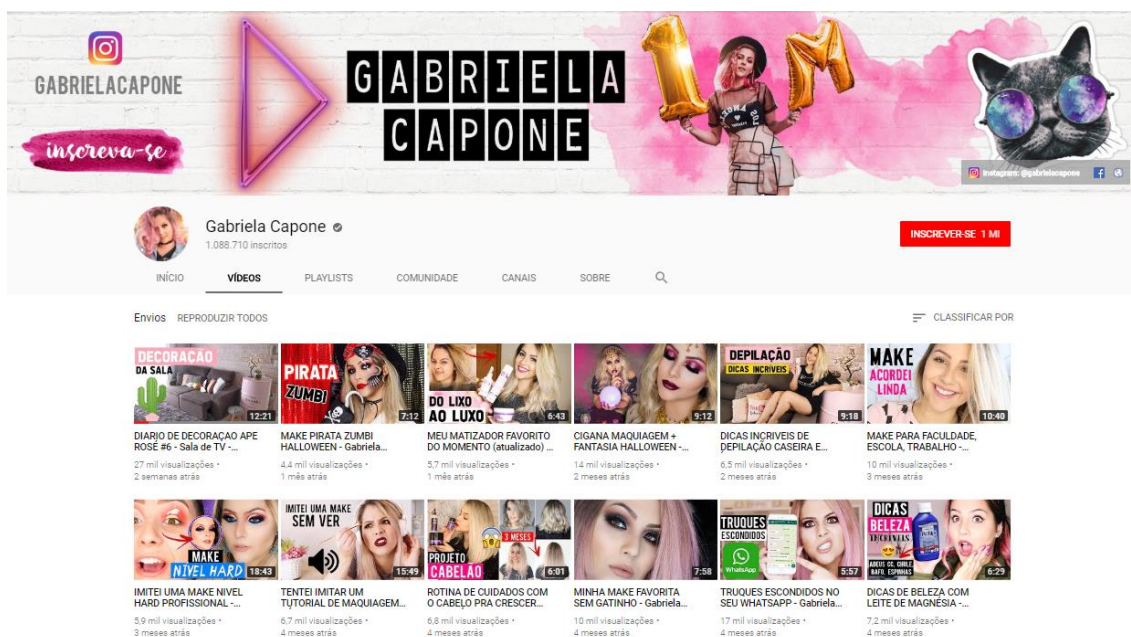 GABRIELACAPONE
inscreva-se
GABRIELA
CAPONE
1M
Instagram: @gabrielacapone
Gabriela Capone
1.088.710 inscritos
INSCREVER-SE 1 MI
INÍCIO VÍDEOS PLAYLISTS COMUNIDADE CANAIS SOBRE
Envios REPRODUZIR TODOS
CLASSIFICAR POR
DECORAÇÃO
DA SALA
12:21
DIÁRIO DE DECORAÇÃO APE
ROSÉ #6 - Sala de TV -...
27 mil visualizações •
2 semanas atrás
PIRATA
ZUMBI
7:12
MAKE PIRATA ZUMBI
HALLOWEEN - Gabriela...
4,4 mil visualizações •
1 mês atrás
DO LIXO
AO LUXO
6:43
MEU MATIZADOR FAVORITO
DO MOMENTO (atualizado) ...
5,7 mil visualizações •
1 mês atrás
9:12
CIGANA MAQUIAGEM +
FANTASIA HALLOWEEN -...
14 mil visualizações •
2 meses atrás
DEPILAÇÃO
DICAS INCRÍVEIS
9:18
DICAS INCRÍVEIS DE
DEPILAÇÃO CASEIRA E...
6,5 mil visualizações •
2 meses atrás
MAKE
ACORDEI
LINDA
10:40
MAKE PARA FACULDADE,
ESCOLA, TRABALHO -...
10 mil visualizações •
3 meses atrás
MAKE
NÍVEL HARD
18:43
IMITEI UMA MAKE NIVEL
HARD PROFISSIONAL -...
5,9 mil visualizações •
3 meses atrás
IMITEI UMA MAKE
SEM VER
15:49
TENTEI IMITAR UM
TUTORIAL DE MAQUIAGEM...
6,7 mil visualizações •
4 meses atrás
3 MESES
PROJETO
CABELÃO
6:01
ROTINA DE CUIDADOS COM
O CABELO PRA CRESCER...
6,8 mil visualizações •
4 meses atrás
7:58
MINHA MAKE FAVORITA
SEM GATINHO - Gabriela...
10 mil visualizações •
4 meses atrás
TRUQUES
ESCONDIDOS
WhatsApp
5:57
TRUQUES ESCONDIDOS NO
SEU WHATSAPP - Gabriela...
17 mil visualizações •
4 meses atrás
DICAS
BELEZA
6:29
DICAS DE BELEZA COM
LEITE DE MAGNÉSIA -...
7,2 mil visualizações •
4 meses atrás